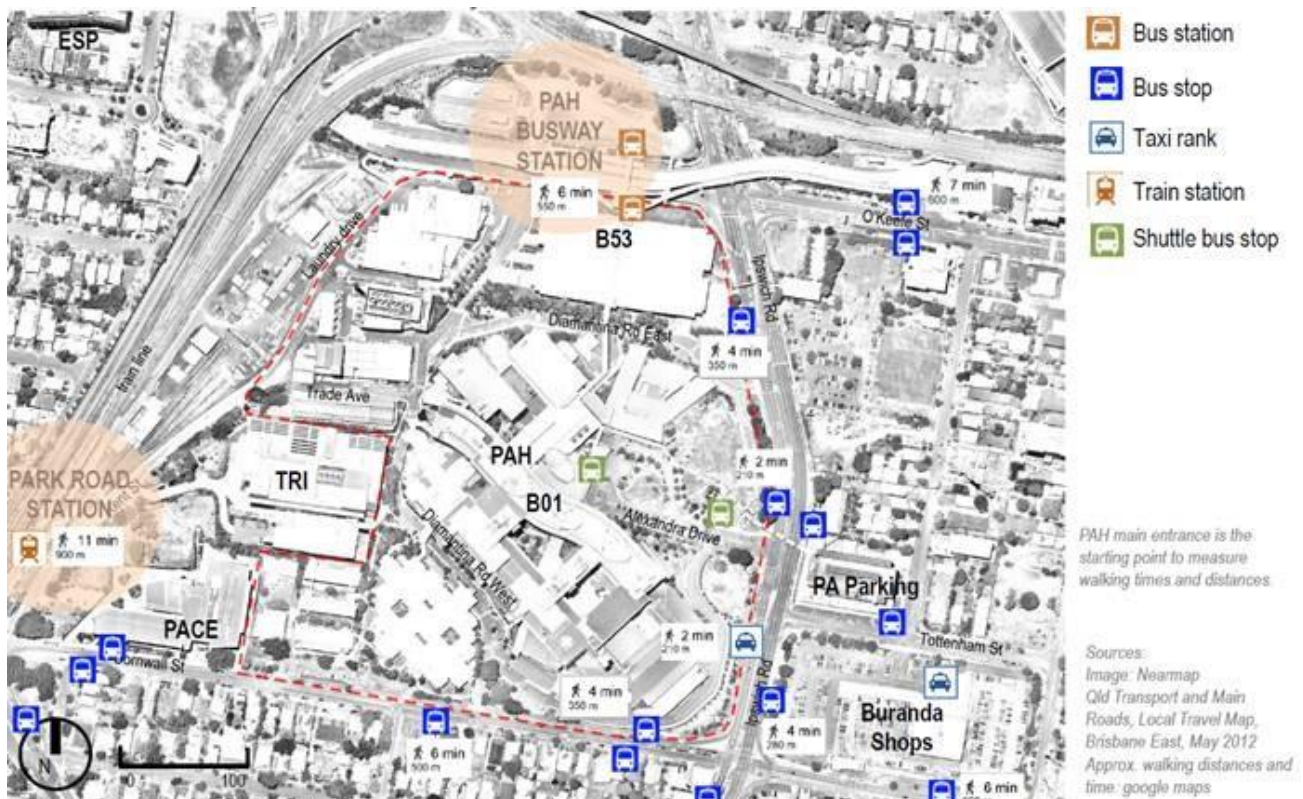 ESP
PAH
BUSWAY
STATION
6 min
550 m
B53
7 min
600 m
O'Keefe St
Laundry drive
Ipswich Rd
Diamantina Rd East
4 min
350 m
train line
Trade Ave
PARK ROAD
STATION
11 min
900 m
TRI
PAH
B01
2 min
210 m
Alexandra Drive
Diamantina Rd West
PA Parking
Tottenham St
PACE
Cornwall St
2 min
210 m
4 min
350 m
Ipswich Rd
Buranda
Shops
4 min
280 m
6 min
500 m
6 min
N
0 100
Bus station
Bus stop
Taxi rank
Train station
Shuttle bus stop
PAH main entrance is the
starting point to measure
walking times and distances.
Sources:
Image: Nearmap
Qld Transport and Main
Roads, Local Travel Map,
Brisbane East, May 2012
Approx. walking distances and
time: google maps